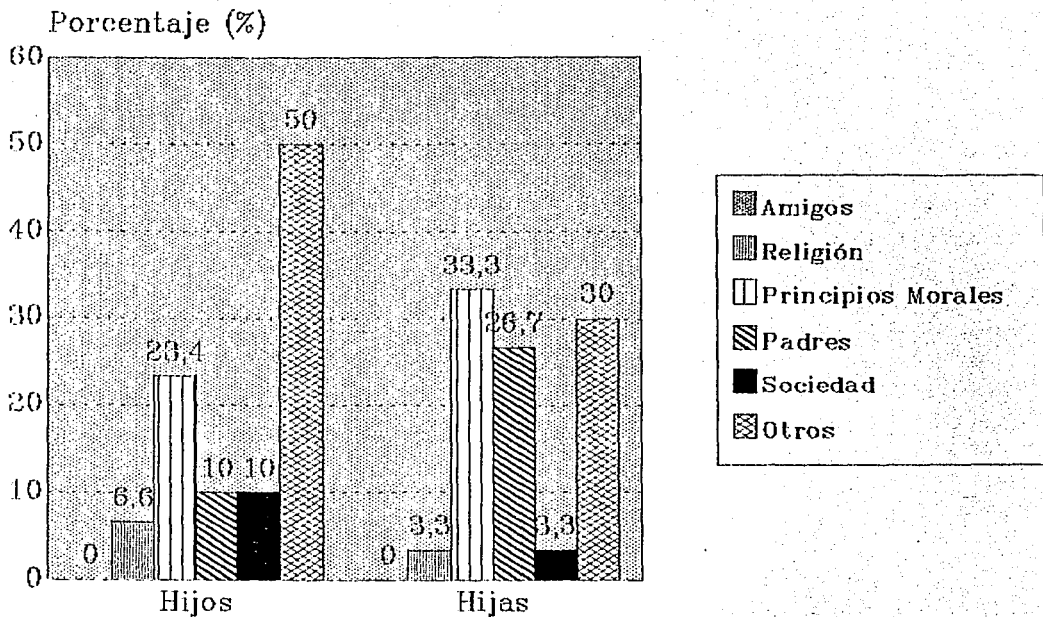 Porcentaje (%)
60
50
40
30
20
10
0
0
6,6
23,4
10
10
50
0
3,3
33,3
26,7
3,3
30
Hijos
Hijas
Amigos
Religión
Principios Morales
Padres
Sociedad
Otros